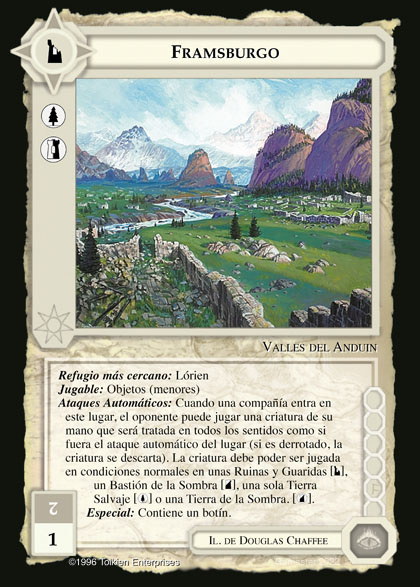 Framsburgo
Valles del Anduin
Refugio más cercano: Lórien
Jugable: Objetos (menores)
Ataques Automáticos: Cuando una compañía entra en
este lugar, el oponente puede jugar una criatura de su
mano que será tratada en todos los sentidos como si
fuera el ataque automático del lugar (si es derrotado, la
criatura se descarta). La criatura debe poder ser jugada
en condiciones normales en unas Ruinas y Guaridas [],
un Bastión de la Sombra [], una sola Tierra
Salvaje [] o una Tierra de la Sombra. [].
Especial: Contiene un botín.
2
1
Il. de Douglas Chaffee
©1996 Tolkien Enterprises